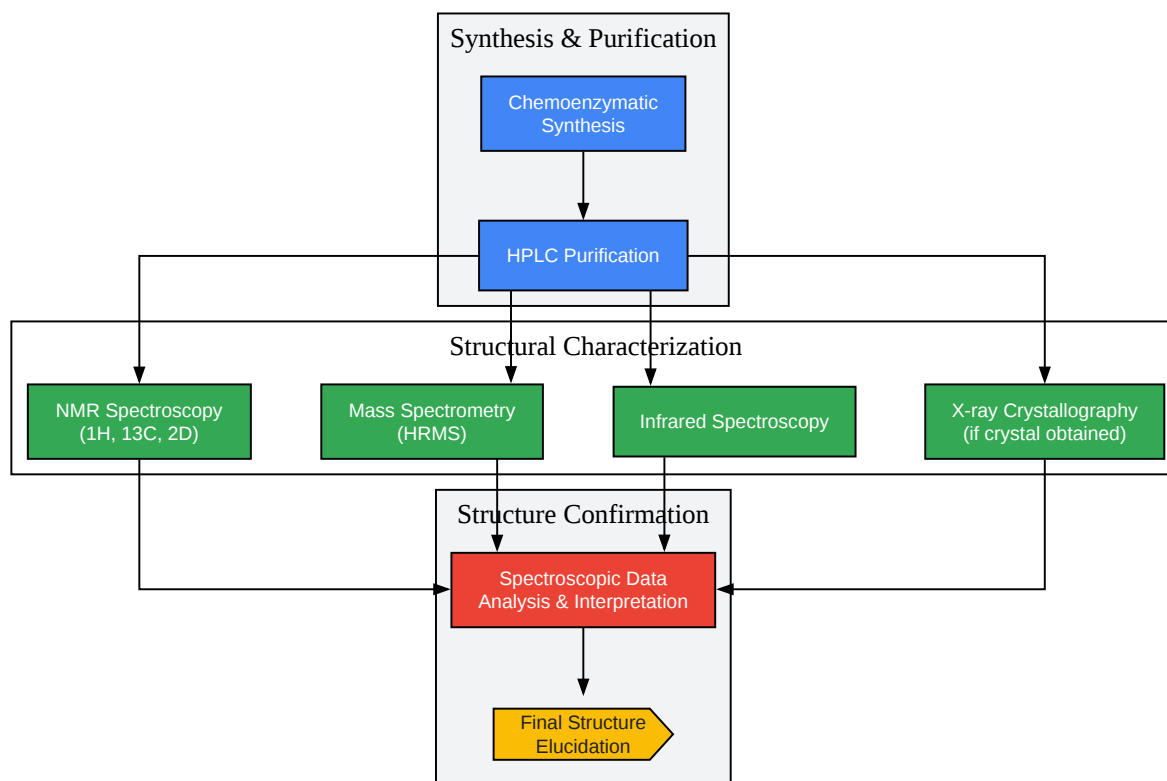 Synthesis & Purification
Chemoenzymatic
Synthesis
HPLC Purification
Structural Characterization
NMR Spectroscopy
(1H, 13C, 2D)
Mass Spectrometry
(HRMS)
Infrared Spectroscopy
X-ray Crystallography
(if crystal obtained)
Structure Confirmation
Spectroscopic Data
Analysis & Interpretation
Final Structure
Elucidation